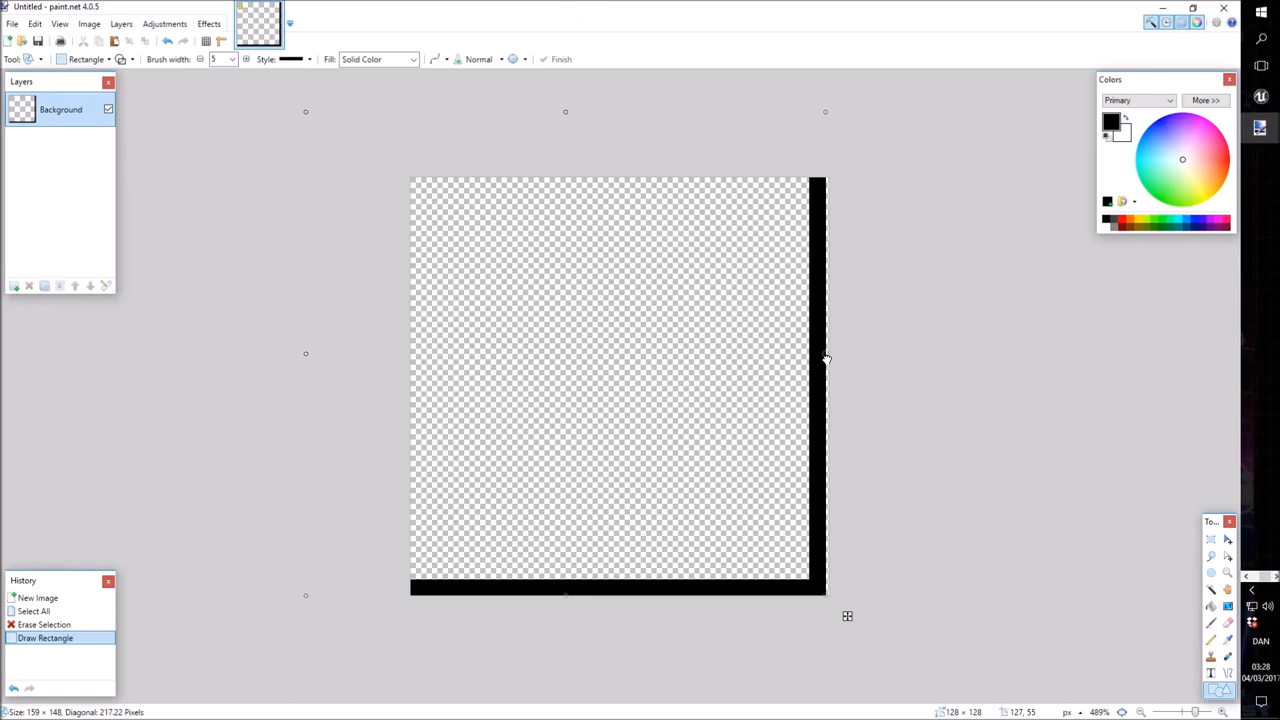 Untitled - paint.net 4.0.5
File Edit View Image Layers Adjustments Effects
Tool: Rectangle Brush width: 5 Style: Fill: Solid Color Normal Finish
Layers
Background
Colors
Primary More >>
History
New Image
Select All
Erase Selection
Draw Rectangle
To...
DAN
03:28
04/03/2017
Size: 159 × 148, Diagonal: 217.22 Pixels 128 × 128 127, 55 px 489%